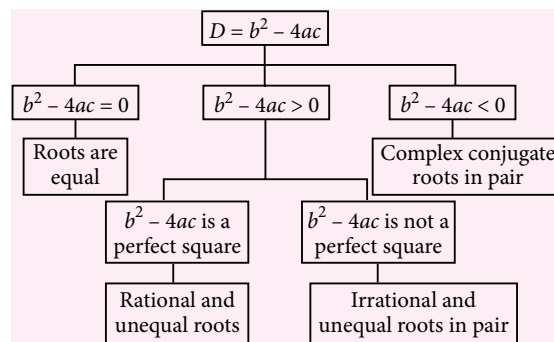 D = b² – 4ac
b² – 4ac = 0
b² – 4ac > 0
b² – 4ac < 0
Roots are
equal
Complex conjugate
roots in pair
b² – 4ac is a
perfect square
b² – 4ac is not a
perfect square
Rational and
unequal roots
Irrational and
unequal roots in pair